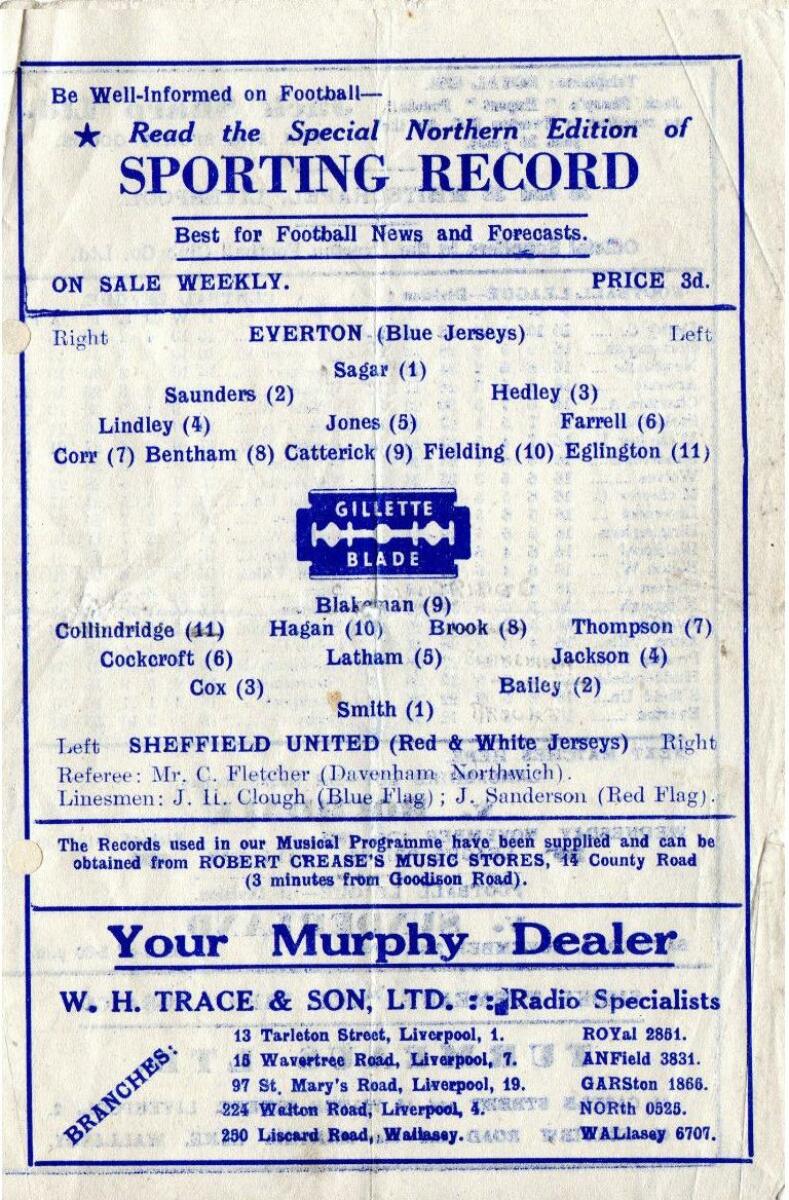 Be Well-Informed on Football—
★ Read the Special Northern Edition of
SPORTING RECORD
Best for Football News and Forecasts.
ON SALE WEEKLY. PRICE 3d.
Right EVERTON (Blue Jerseys) Left
Sagar (1)
Saunders (2) Hedley (3)
Lindley (4) Jones (5) Farrell (6)
Corr (7) Bentham (8) Catterick (9) Fielding (10) Eglington (11)
GILLETTE
BLADE
(9)
Collindridge (11) Hagan (10) Brook (8) Thompson (7)
Cockcroft (6) Latham (5) Jackson (4)
Cox (3) Bailey (2)
Smith (1)
Left SHEFFIELD UNITED (Red & White Jerseys) Right
Referee: Mr. C. Fletcher (Davenham Northwich).
Linesmen: J. H. Clough (Blue Flag); J. Sanderson (Red Flag).
The Records used in our Musical Programme have been supplied and can be
obtained from ROBERT CREASE'S MUSIC STORES, 14 County Road
(3 minutes from Goodison Road).
Your Murphy Dealer
W. H. TRACE & SON, LTD. :: Radio Specialists
BRANCHES:
13 Tarleton Street, Liverpool, 1. ROYal 2851.
15 Wavertree Road, Liverpool, 7. ANField 3831.
97 St. Mary's Road, Liverpool, 19. GARSton 1866.
224 Walton Road, Liverpool, 4. NORth 0525.
250 Liscard Road, Wallasey. WALlasey 6707.